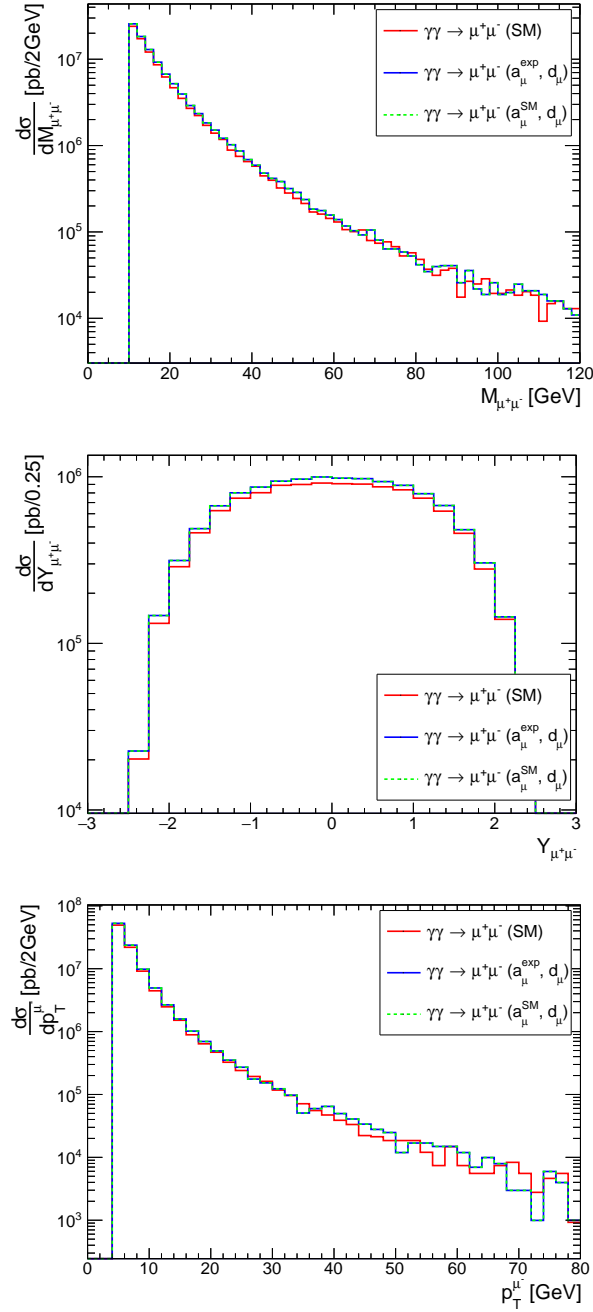 dσ/dM_μ⁺μ⁻ [pb/2GeV]
γγ → μ⁺μ⁻ (SM)
γγ → μ⁺μ⁻ (a_μ^exp, d_μ)
γγ → μ⁺μ⁻ (a_μ^SM, d_μ)
10⁷
10⁶
10⁵
10⁴
0 20 40 60 80 100 120
M_μ⁺μ⁻ [GeV]
dσ/dY_μ⁺μ⁻ [pb/0.25]
10⁶
10⁵
γγ → μ⁺μ⁻ (SM)
γγ → μ⁺μ⁻ (a_μ^exp, d_μ)
γγ → μ⁺μ⁻ (a_μ^SM, d_μ)
10⁴
−3 −2 −1 0 1 2 3
Y_μ⁺μ⁻
dσ/dp_T^μ [pb/2GeV]
10⁸
γγ → μ⁺μ⁻ (SM)
γγ → μ⁺μ⁻ (a_μ^exp, d_μ)
γγ → μ⁺μ⁻ (a_μ^SM, d_μ)
10⁷
10⁶
10⁵
10⁴
10³
0 10 20 30 40 50 60 70 80
p_T^μ⁻ [GeV]